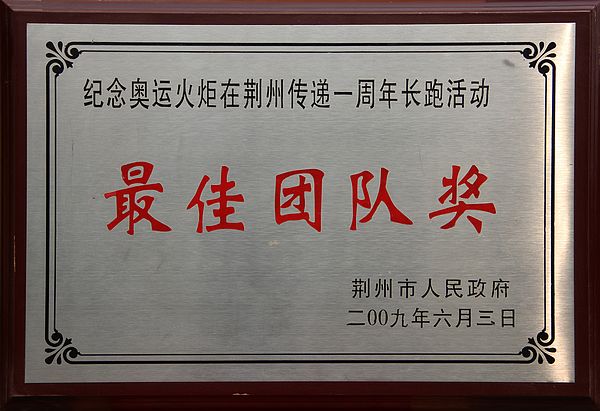 纪念奥运火炬在荆州传递一周年长跑活动
最佳团队奖
荆州市人民政府
二00九年六月三日